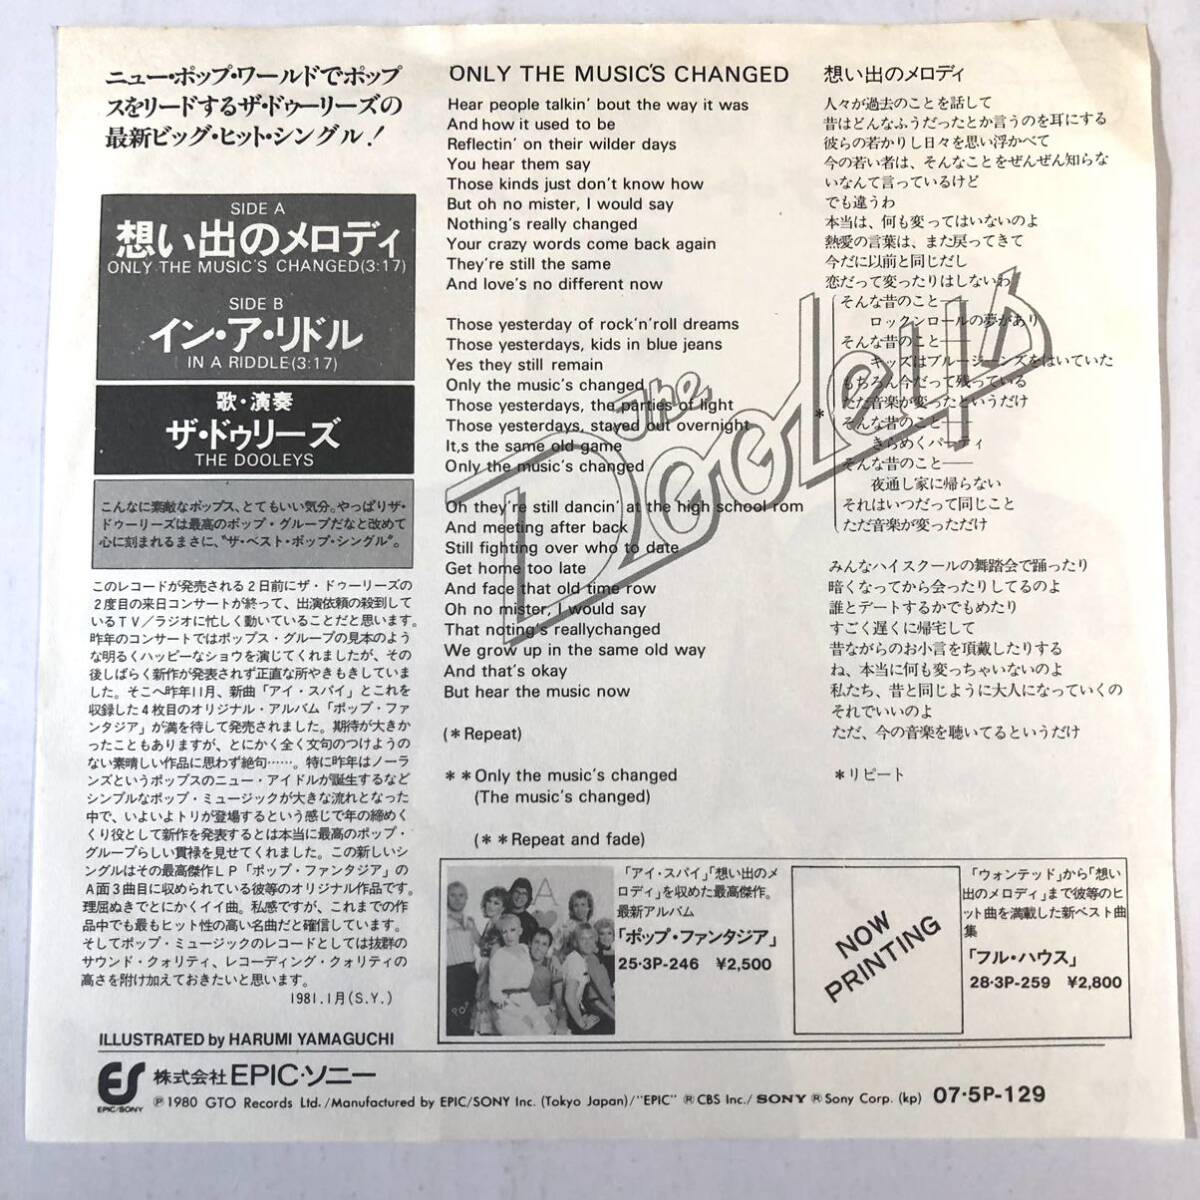 ニュー・ポップ・ワールドでポップ
スをリードするザ・ドゥーリーズの
最新ビッグ・ヒット・シングル!
SIDE A
想い出のメロディ
ONLY THE MUSIC'S CHANGED(3:17)
SIDE B
イン・ア・リドル
IN A RIDDLE(3:17)
歌・演奏
ザ・ドゥリーズ
THE DOOLEYS
こんなに素敵なポップス、とてもいい気分。やっぱりザ・
ドゥーリーズは最高のポップ・グループだなと改めて
心に刻まれるまさに、“ザ・ベスト・ポップ・シングル”。
このレコードが発売される2日前にザ・ドゥーリーズの
2度目の来日コンサートが終って、出演依頼の殺到して
いるTV/ラジオに忙しく動いていることだと思います。
昨年のコンサートではポップス・グループの見本のよう
な明るくハッピーなショウを演じてくれましたが、その
後しばらく新作が発表されず正直な所やきもきしていま
した。そこへ昨年11月、新曲「アイ・スパイ」とこれを
収録した4枚目のオリジナル・アルバム「ポップ・ファ
ンタジア」が満を待して発売されました。期待が大きか
ったこともありますが、とにかく全く文句のつけようの
ない素晴しい作品に思わず絶句……。特に昨年はノーラ
ンズというポップスのニュー・アイドルが誕生するなど
シンプルなポップ・ミュージックが大きな流れとなった
中で、いよいよトリが登場するという感じで年の締めく
くり役として新作を発表するとは本当に最高のポップ・
グループらしい貫禄を見せてくれました。この新しいシ
ングルはその最高傑作LP「ポップ・ファンタジア」の
A面3曲目に収められている彼等のオリジナル作品です。
理屈ぬきでとにかくイイ曲。私感ですが、これまでの作
品中でも最もヒット性の高い名曲だと確信しています。
そしてポップ・ミュージックのレコードとしては抜群の
サウンド・クォリティ、レコーディング・クォリティの
高さを附け加えておきたいと思います。
1981.1月(S.Y.)
ILLUSTRATED by HARUMI YAMAGUCHI
ONLY THE MUSIC'S CHANGED
Hear people talkin' bout the way it was
And how it used to be
Reflectin' on their wilder days
You hear them say
Those kinds just don't know how
But oh no mister, I would say
Nothing's really changed
Your crazy words come back again
They're still the same
And love's no different now
Those yesterday of rock'n'roll dreams
Those yesterdays, kids in blue jeans
Yes they still remain
Only the music's changed
Those yesterdays, the parties of light
Those yesterdays, stayed out overnight
It,s the same old game
Only the music's changed
Oh they're still dancin' at the high school rom
And meeting after back
Still fighting over who to date
Get home too late
And face that old time row
Oh no mister, I would say
That noting's reallychanged
We grow up in the same old way
And that's okay
But hear the music now
(*Repeat)
**Only the music's changed
(The music's changed)
(**Repeat and fade)
The
Dooleys
想い出のメロディ
人々が過去のことを話して
昔はどんなふうだったとか言うのを耳にする
彼らの若かりし日々を思い浮かべて
今の若い者は、そんなことをぜんぜん知らな
いなんて言っているけど
でも違うわ
本当は、何も変ってはいないのよ
熱愛の言葉は、また戻ってきて
今だに以前と同じだし
恋だって変ったりはしないわ
そんな昔のこと——
ロックンロールの夢があり
そんな昔のこと——
キッズはブルージーンズをはいていた
もちろん今だって残っている
ただ音楽が変ったというだけ
* そんな昔のこと——
きらめくパーティ
そんな昔のこと——
夜通し家に帰らない
それはいつだって同じこと
ただ音楽が変っただけ
みんなハイスクールの舞踏会で踊ったり
暗くなってから会ったりしてるのよ
誰とデートするかでもめたり
すごく遅くに帰宅して
昔ながらのお小言を頂戴したりする
ね、本当に何も変っちゃいないのよ
私たち、昔と同じように大人になっていくの
それでいいのよ
ただ、今の音楽を聴いてるというだけ
*リピート
「アイ・スパイ」「想い出のメ
ロディ」を収めた最高傑作。
最新アルバム
「ポップ・ファンタジア」
25・3P-246 ¥2,500
NOW
PRINTING
「ウォンテッド」から「想い
出のメロディ」まで彼等のヒ
ット曲を満載した新ベスト曲
集
「フル・ハウス」
28・3P-259 ¥2,800
ES
EPIC/SONY
株式会社EPIC・ソニー
℗1980 GTO Records Ltd./Manufactured by EPIC/SONY Inc. (Tokyo Japan)/"EPIC" ®CBS Inc./SONY ®Sony Corp. (kp) 07・5P-129